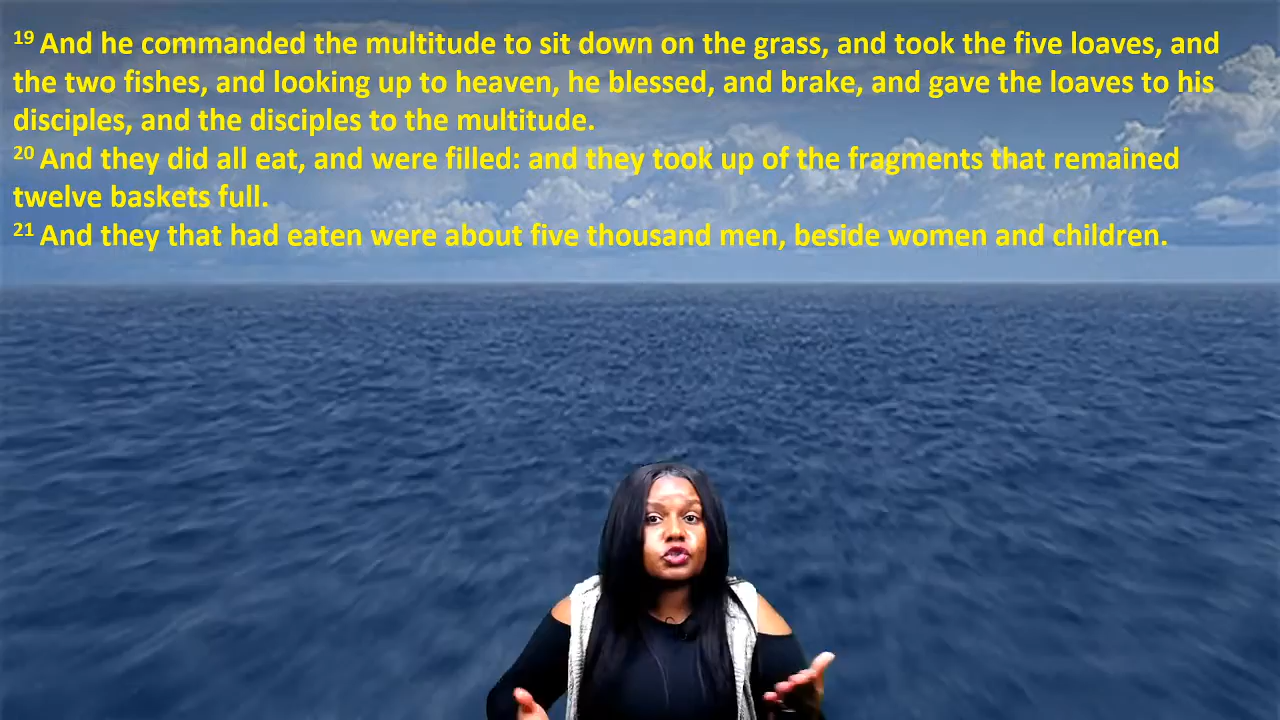 19 And he commanded the multitude to sit down on the grass, and took the five loaves, and
the two fishes, and looking up to heaven, he blessed, and brake, and gave the loaves to his
disciples, and the disciples to the multitude.
20 And they did all eat, and were filled: and they took up of the fragments that remained
twelve baskets full.
21 And they that had eaten were about five thousand men, beside women and children.